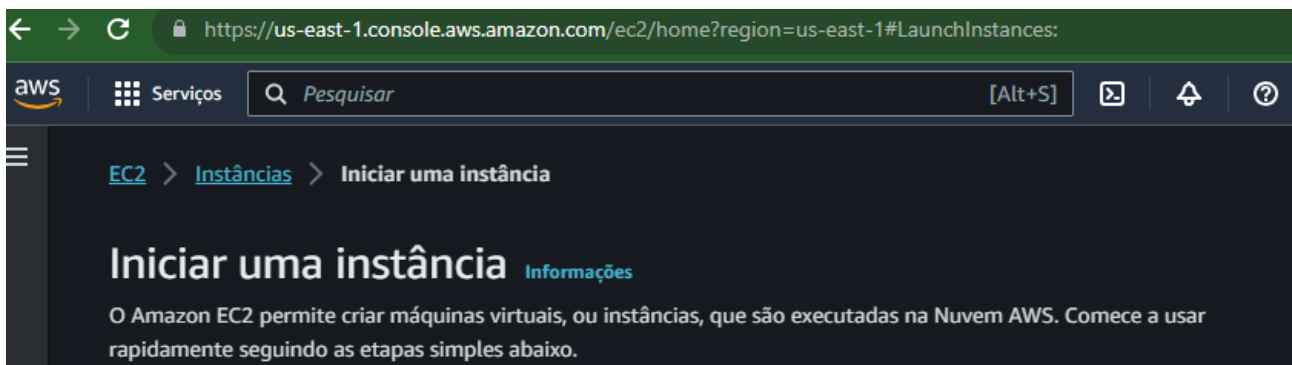 https://us-east-1.console.aws.amazon.com/ec2/home?region=us-east-1#LaunchInstances:
aws Serviços Pesquisar [Alt+S]
EC2 > Instâncias > Iniciar uma instância
Iniciar uma instância Informações
O Amazon EC2 permite criar máquinas virtuais, ou instâncias, que são executadas na Nuvem AWS. Comece a usar
rapidamente seguindo as etapas simples abaixo.